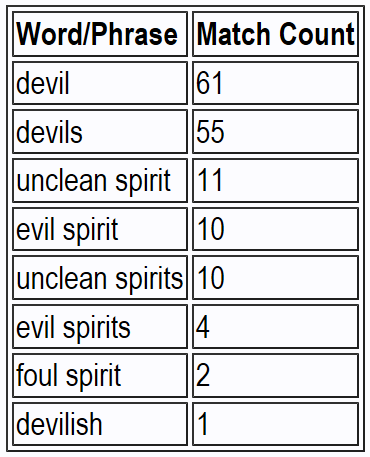 Word/Phrase Match Count
devil 61
devils 55
unclean spirit 11
evil spirit 10
unclean spirits 10
evil spirits 4
foul spirit 2
devilish 1